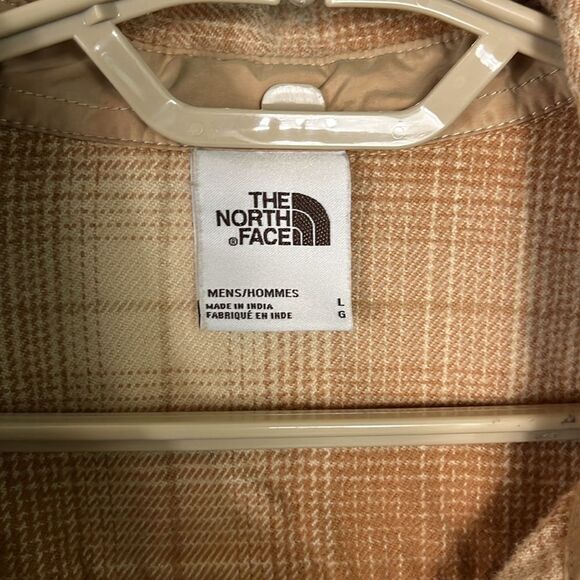 THE
NORTH
® FACE
MENS/HOMMES
MADE IN INDIA
FABRIQUÉ EN INDE
L
G